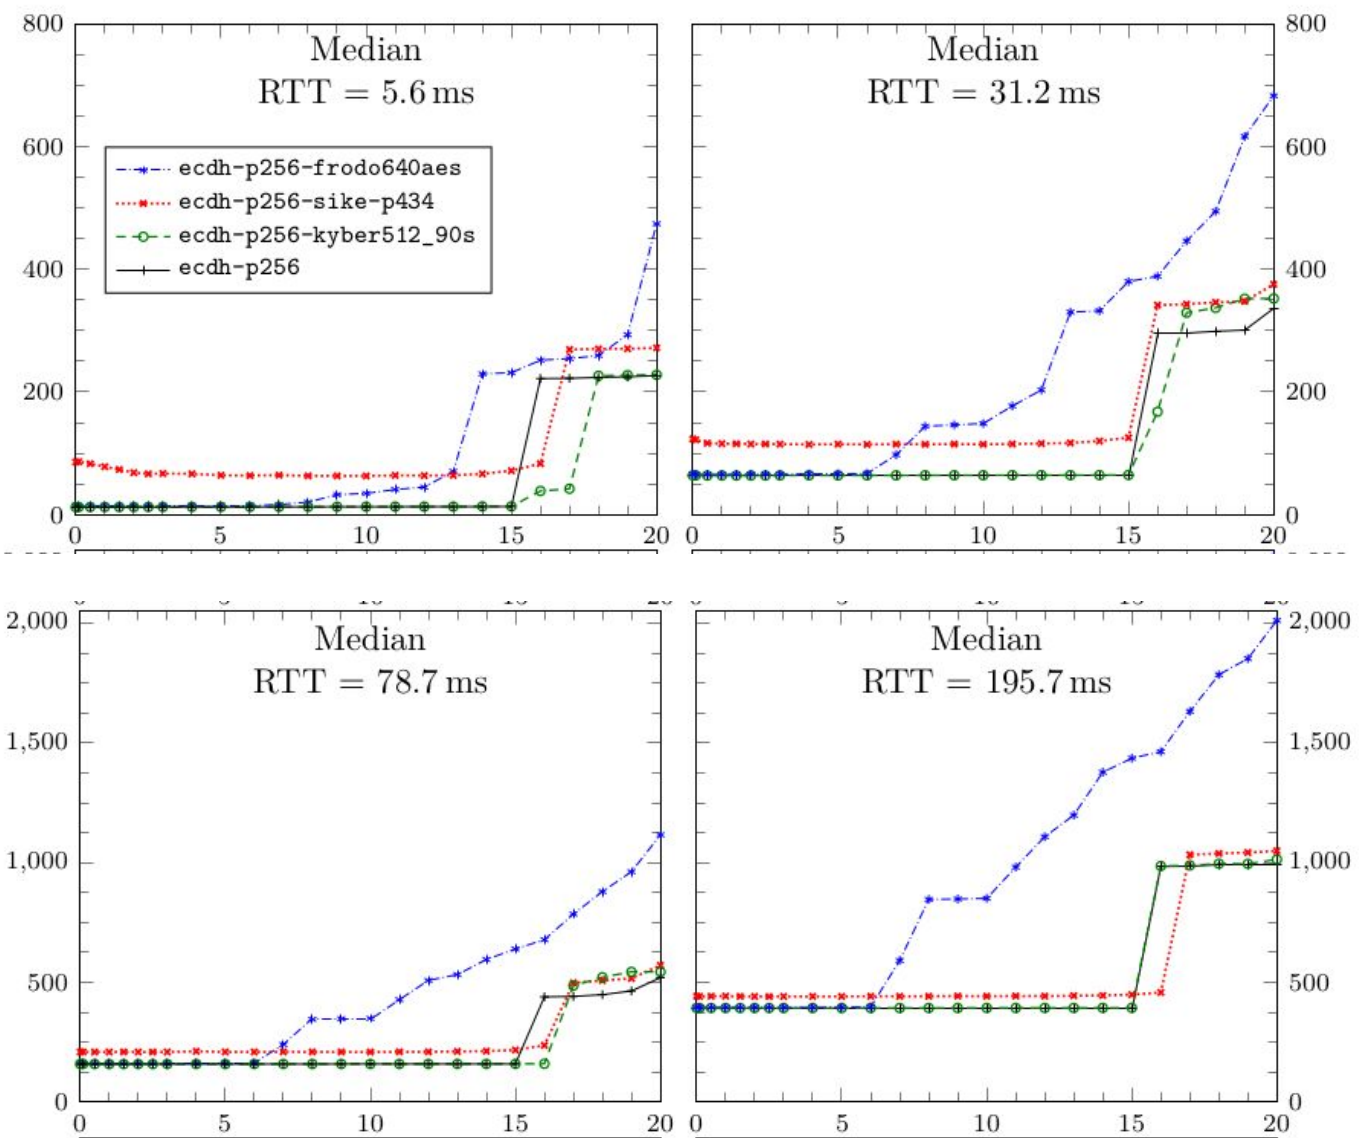 800
600
400
200
0
Median
RTT = 5.6 ms
ecdh-p256-frodo640aes
ecdh-p256-sike-p434
ecdh-p256-kyber512_90s
ecdh-p256
0 5 10 15 20
Median
RTT = 31.2 ms
800
600
400
200
0
0 5 10 15 20
2,000
1,500
1,000
500
0
Median
RTT = 78.7 ms
0 5 10 15 20
Median
RTT = 195.7 ms
2,000
1,500
1,000
500
0
0 5 10 15 20